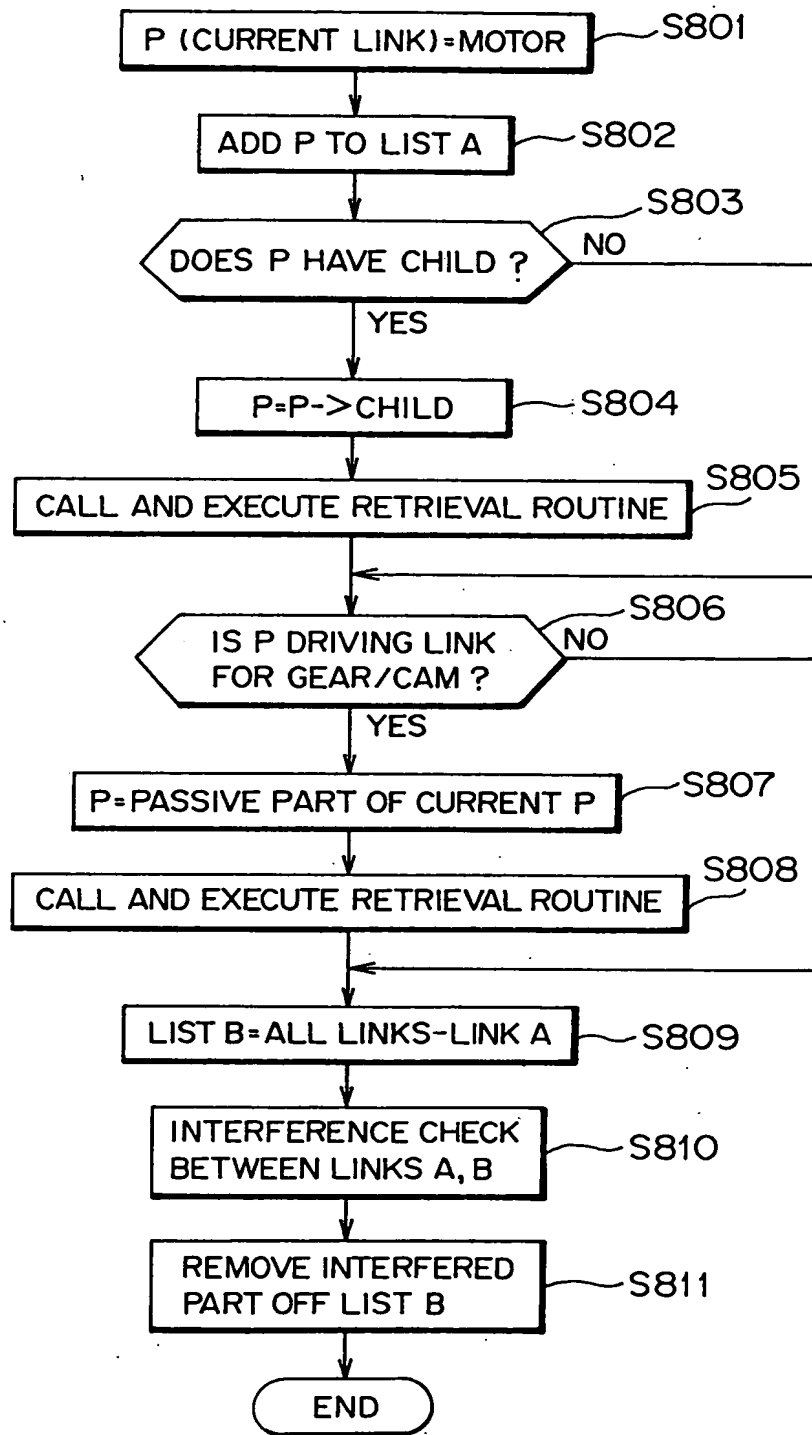 P (CURRENT LINK)=MOTOR
S801
ADD P TO LIST A
S802
S803
DOES P HAVE CHILD ?
NO
YES
P=P->CHILD
S804
S805
CALL AND EXECUTE RETRIEVAL ROUTINE
S806
IS P DRIVING LINK
FOR GEAR/CAM ?
NO
YES
P=PASSIVE PART OF CURRENT P
S807
S808
CALL AND EXECUTE RETRIEVAL ROUTINE
LIST B=ALL LINKS-LINK A
S809
INTERFERENCE CHECK
BETWEEN LINKS A, B
S810
REMOVE INTERFERED
PART OFF LIST B
S811
END